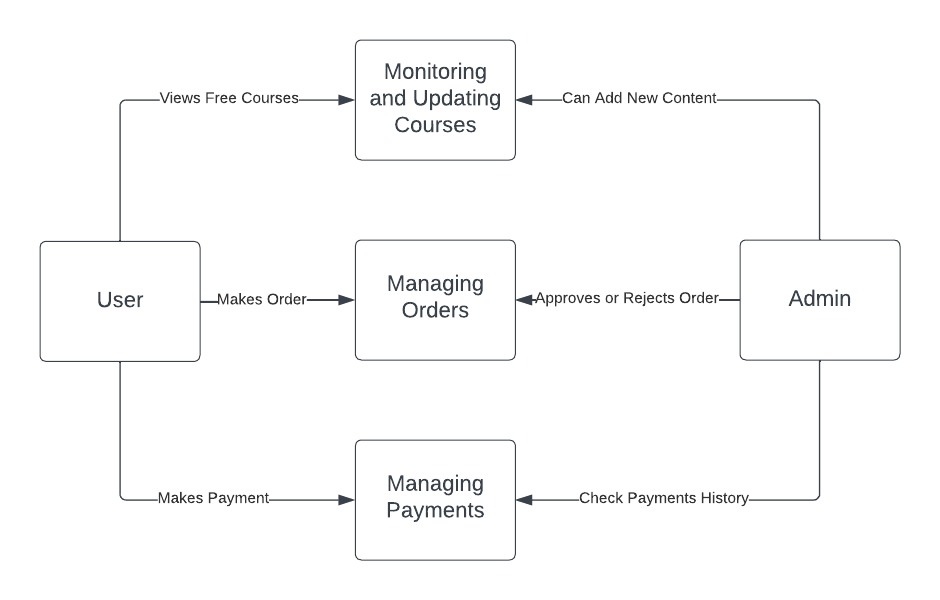 Monitoring
and Updating
Courses
Views Free Courses
Can Add New Content
User
Makes Order
Managing
Orders
Approves or Rejects Order
Admin
Makes Payment
Managing
Payments
Check Payments History